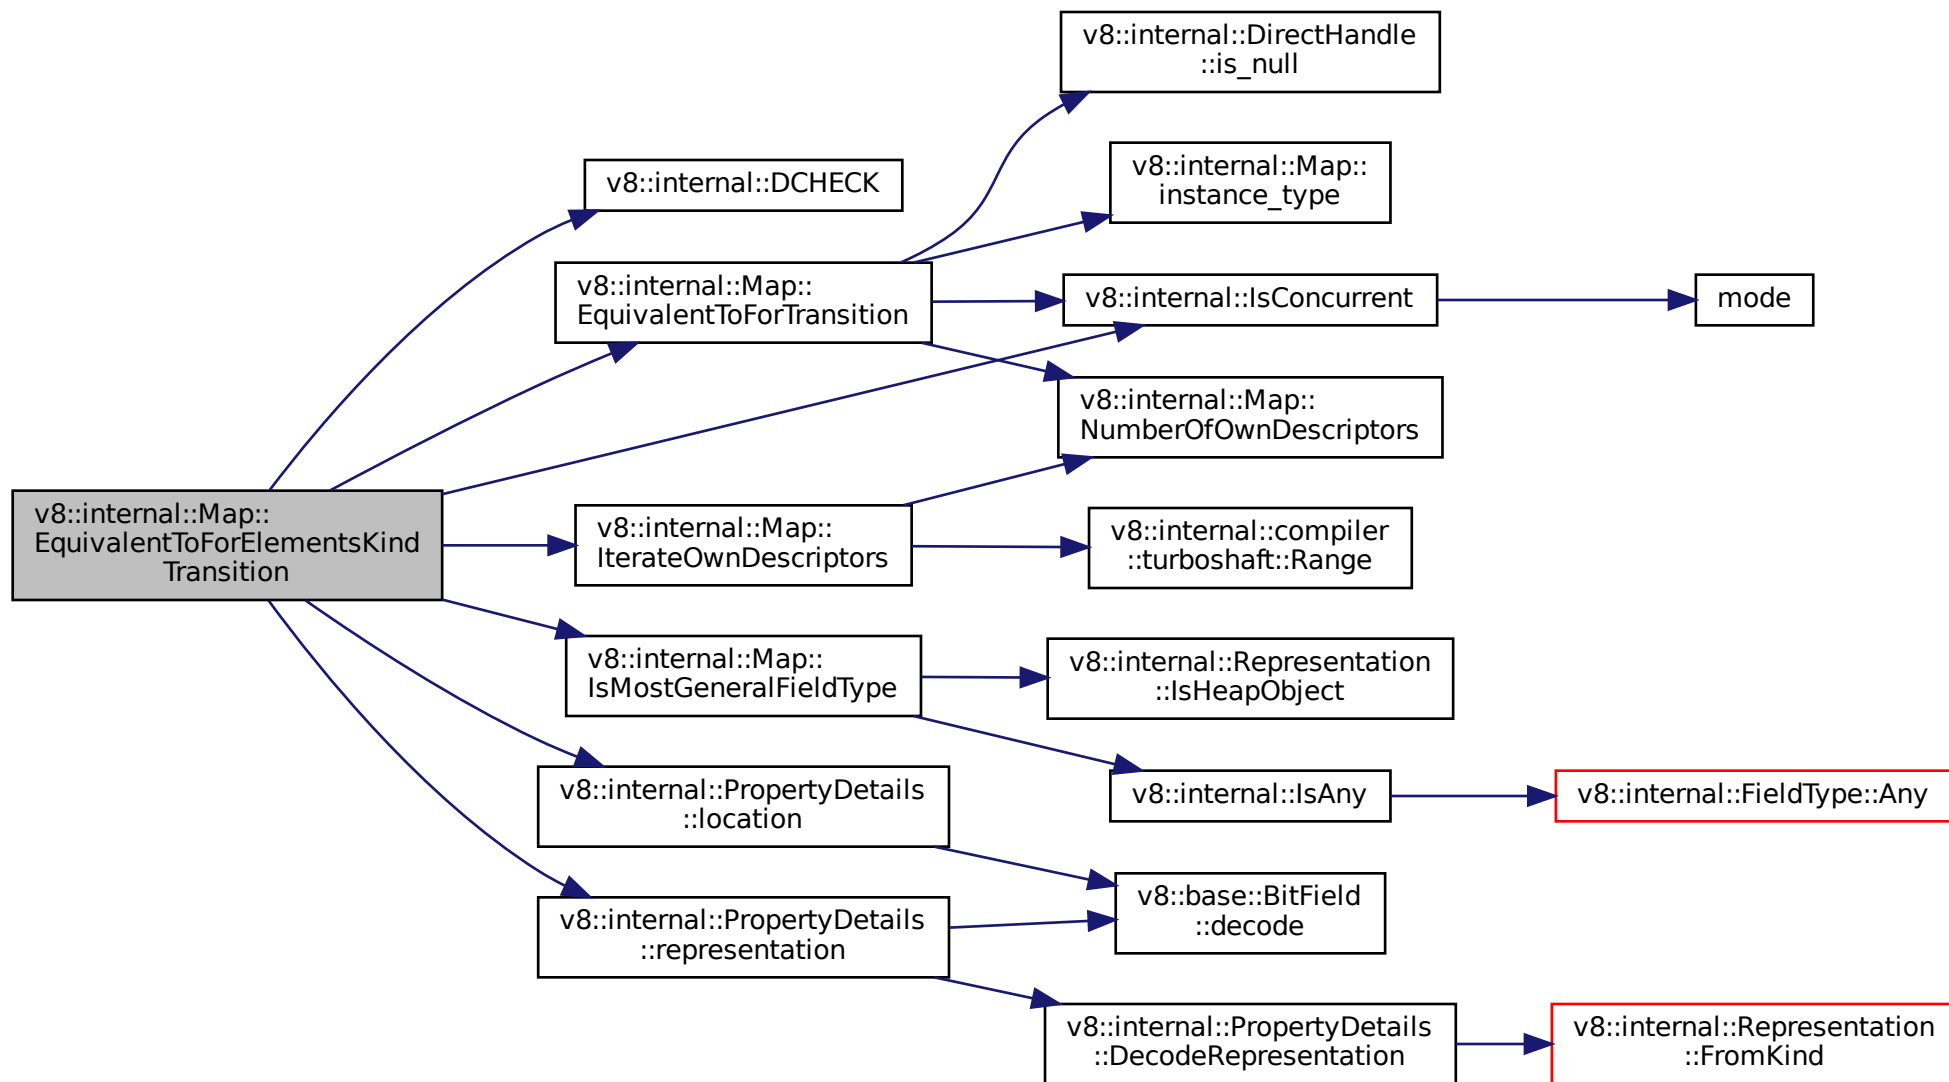 v8::internal::DirectHandle
::is_null
v8::internal::Map::
instance_type
v8::internal::DCHECK
v8::internal::Map::
EquivalentToForTransition
v8::internal::IsConcurrent
mode
v8::internal::Map::
NumberOfOwnDescriptors
v8::internal::Map::
EquivalentToForElementsKind
Transition
v8::internal::Map::
IterateOwnDescriptors
v8::internal::compiler
::turboshaft::Range
v8::internal::Map::
IsMostGeneralFieldType
v8::internal::Representation
::IsHeapObject
v8::internal::PropertyDetails
::location
v8::internal::IsAny
v8::internal::FieldType::Any
v8::internal::PropertyDetails
::representation
v8::base::BitField
::decode
v8::internal::PropertyDetails
::DecodeRepresentation
v8::internal::Representation
::FromKind